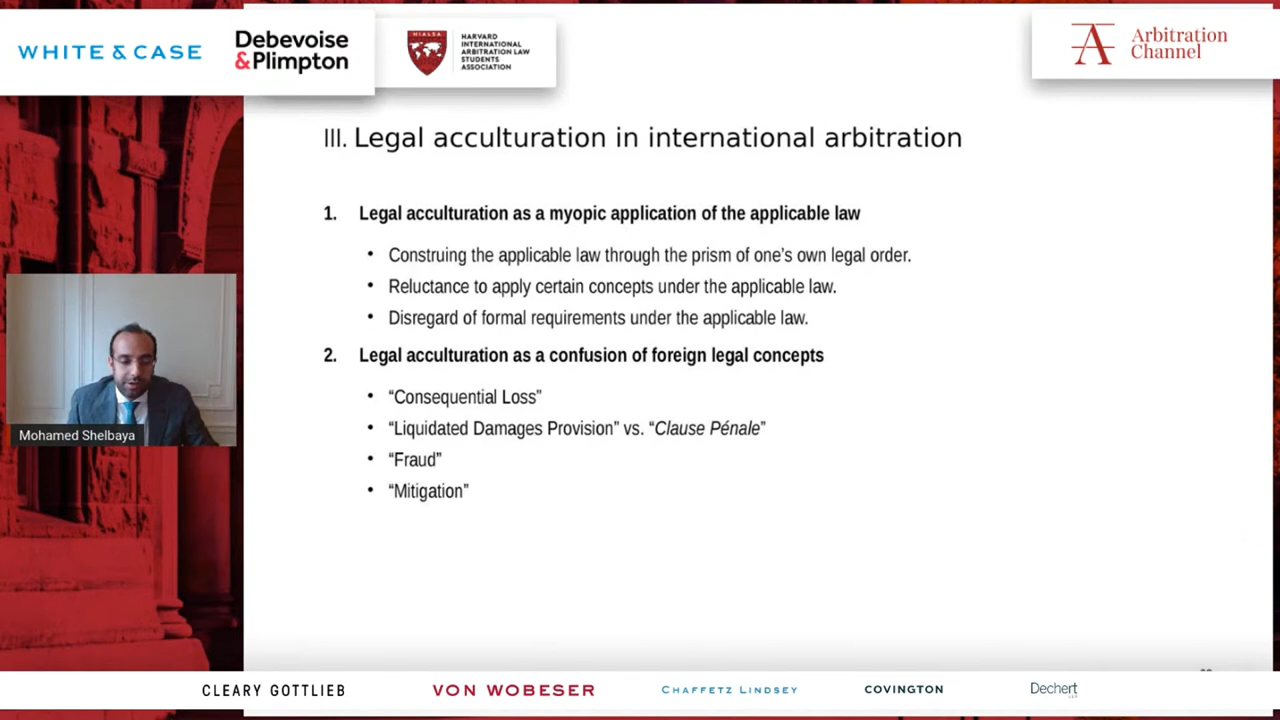 WHITE & CASE
Debevoise
&Plimpton
HIALSA
HARVARD
INTERNATIONAL
ARBITRATION LAW
STUDENTS
ASSOCIATION
Arbitration
Channel
III. Legal acculturation in international arbitration
1. Legal acculturation as a myopic application of the applicable law
• Construing the applicable law through the prism of one’s own legal order.
• Reluctance to apply certain concepts under the applicable law.
• Disregard of formal requirements under the applicable law.
2. Legal acculturation as a confusion of foreign legal concepts
• “Consequential Loss”
• “Liquidated Damages Provision” vs. “Clause Pénale”
• “Fraud”
• “Mitigation”
Mohamed Shelbaya
CLEARY GOTTLIEB
VON WOBESER
CHAFFETZ LINDSEY
COVINGTON
Dechert
LLP